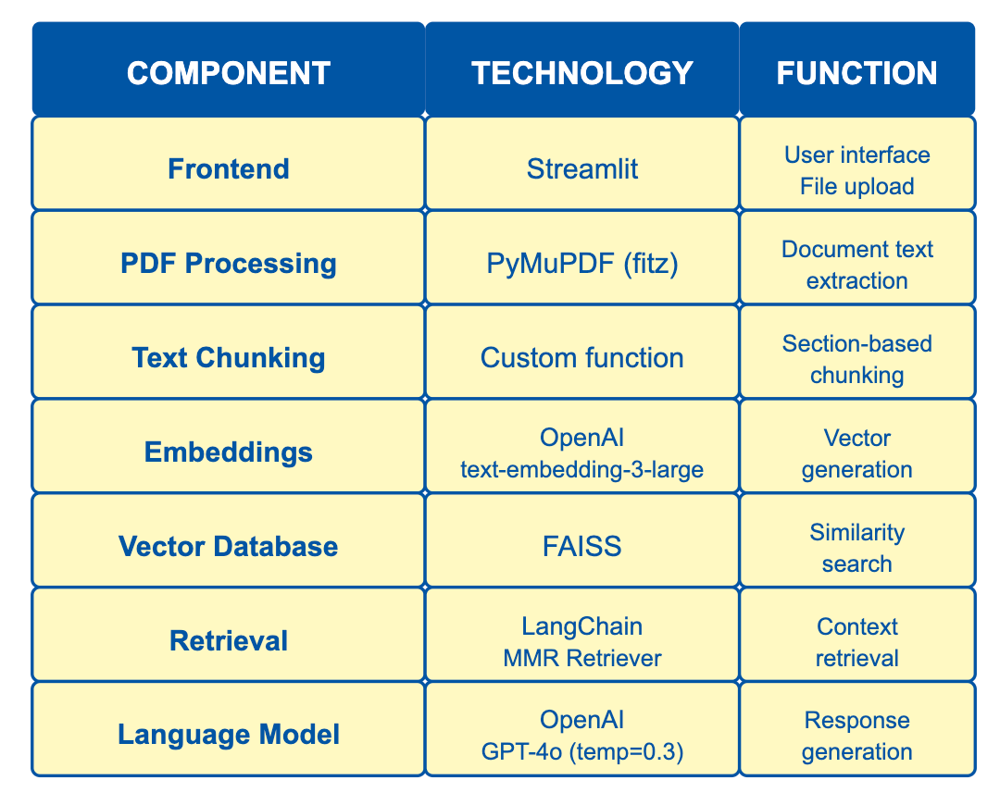 COMPONENT TECHNOLOGY FUNCTION
Frontend Streamlit User interface
File upload
PDF Processing PyMuPDF (fitz) Document text
extraction
Text Chunking Custom function Section-based
chunking
Embeddings OpenAI Vector
text-embedding-3-large generation
Vector Database FAISS Similarity
search
Retrieval LangChain Context
MMR Retriever retrieval
Language Model OpenAI Response
GPT-4o (temp=0.3) generation